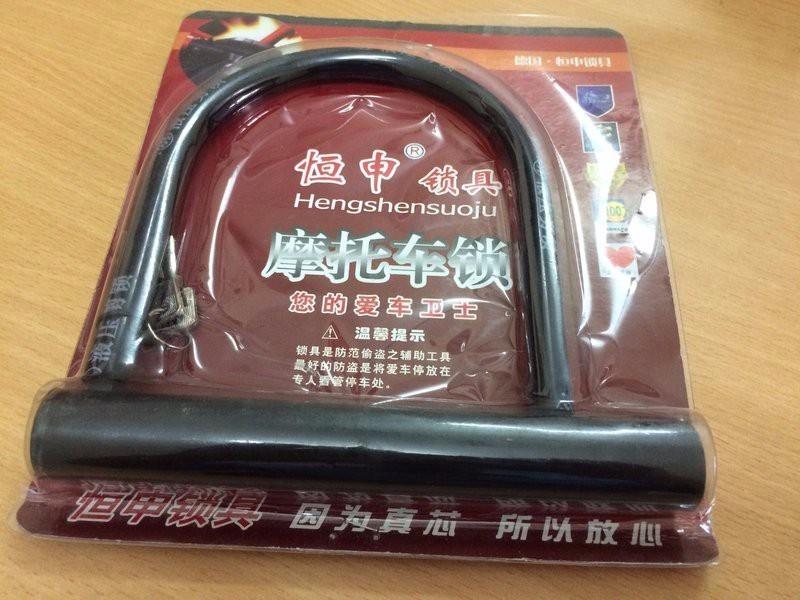 恒申® 锁具
Hengshensuoju
摩托车锁
您的爱车卫士
温馨提示
锁具是防范偷盗之辅助工具
最好的防盗是将爱车停放在
专人看管停车处。
恒申锁具 因为真芯 所以放心